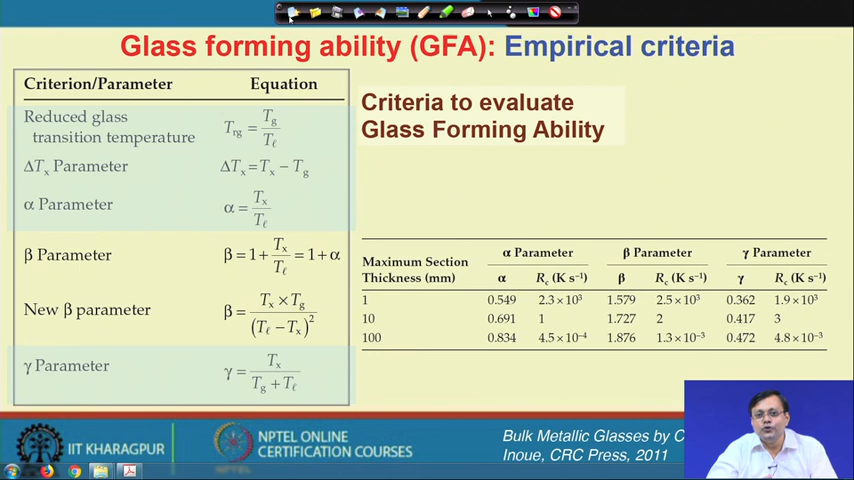 Glass forming ability (GFA): Empirical criteria
Criterion/Parameter Equation
Reduced glass
transition temperature T_rg = T_g / T_ℓ
ΔT_x Parameter ΔT_x = T_x − T_g
α Parameter α = T_x / T_ℓ
β Parameter β = 1 + T_x / T_ℓ = 1 + α
New β parameter β = T_x × T_g / (T_ℓ − T_x)²
γ Parameter γ = T_x / T_g + T_ℓ
Criteria to evaluate
Glass Forming Ability
α Parameter β Parameter γ Parameter
Maximum Section
Thickness (mm) α R_c (K s⁻¹) β R_c (K s⁻¹) γ R_c (K s⁻¹)
1 0.549 2.3 × 10³ 1.579 2.5 × 10³ 0.362 1.9 × 10³
10 0.691 1 1.727 2 0.417 3
100 0.834 4.5 × 10⁻⁴ 1.876 1.3 × 10⁻³ 0.472 4.8 × 10⁻³
IIT KHARAGPUR
NPTEL ONLINE
CERTIFICATION COURSES
Bulk Metallic Glasses by C
Inoue, CRC Press, 2011